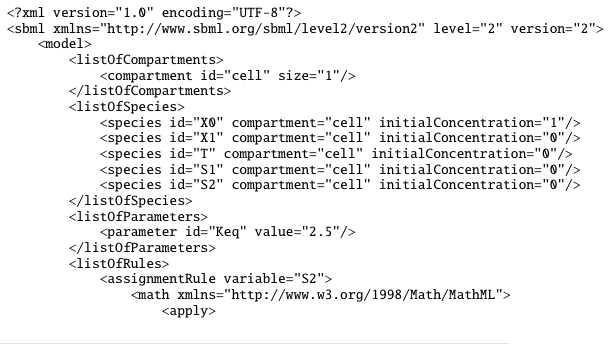 <?xml version="1.0" encoding="UTF-8"?>
<sbml xmlns="http://www.sbml.org/sbml/level2/version2" level="2" version="2">
    <model>
        <listOfCompartments>
            <compartment id="cell" size="1"/>
        </listOfCompartments>
        <listOfSpecies>
            <species id="X0" compartment="cell" initialConcentration="1"/>
            <species id="X1" compartment="cell" initialConcentration="0"/>
            <species id="T" compartment="cell" initialConcentration="0"/>
            <species id="S1" compartment="cell" initialConcentration="0"/>
            <species id="S2" compartment="cell" initialConcentration="0"/>
        </listOfSpecies>
        <listOfParameters>
            <parameter id="Keq" value="2.5"/>
        </listOfParameters>
        <listOfRules>
            <assignmentRule variable="S2">
                <math xmlns="http://www.w3.org/1998/Math/MathML">
                    <apply>